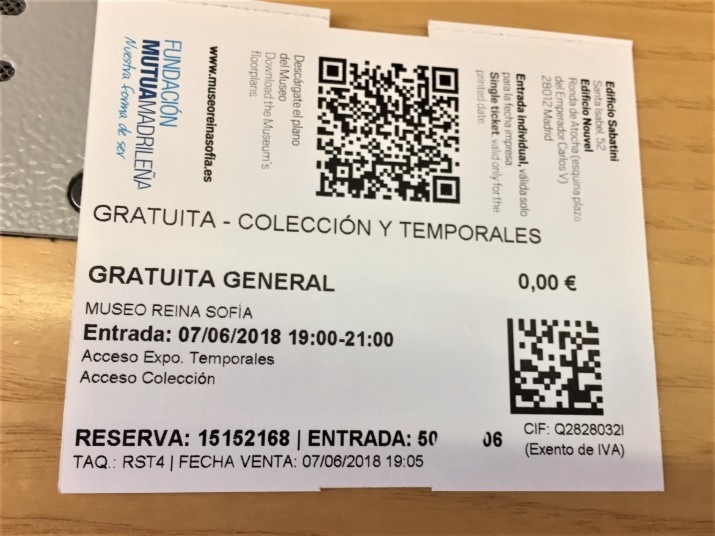 FUNDACIÓN
MUTUAMADRILEÑA
Nuestra forma de ser
www.museoreinasofia.es
Descárgate el plano
del Museo
Download the Museum's
floorplans
Edificio Sabatini
Santa Isabel, 52
Edificio Nouvel
Ronda de Atocha (esquina plaza
del Emperador Carlos V)
28012 Madrid
Entrada individual, válida solo
para la fecha impresa
Single ticket, valid only for the
printed date
GRATUITA - COLECCIÓN Y TEMPORALES
GRATUITA GENERAL 0,00 €
MUSEO REINA SOFÍA
Entrada: 07/06/2018 19:00-21:00
Acceso Expo. Temporales
Acceso Colección
RESERVA: 15152168 | ENTRADA: 50 06
TAQ.: RST4 | FECHA VENTA: 07/06/2018 19:05
CIF: Q2828032I
(Exento de IVA)